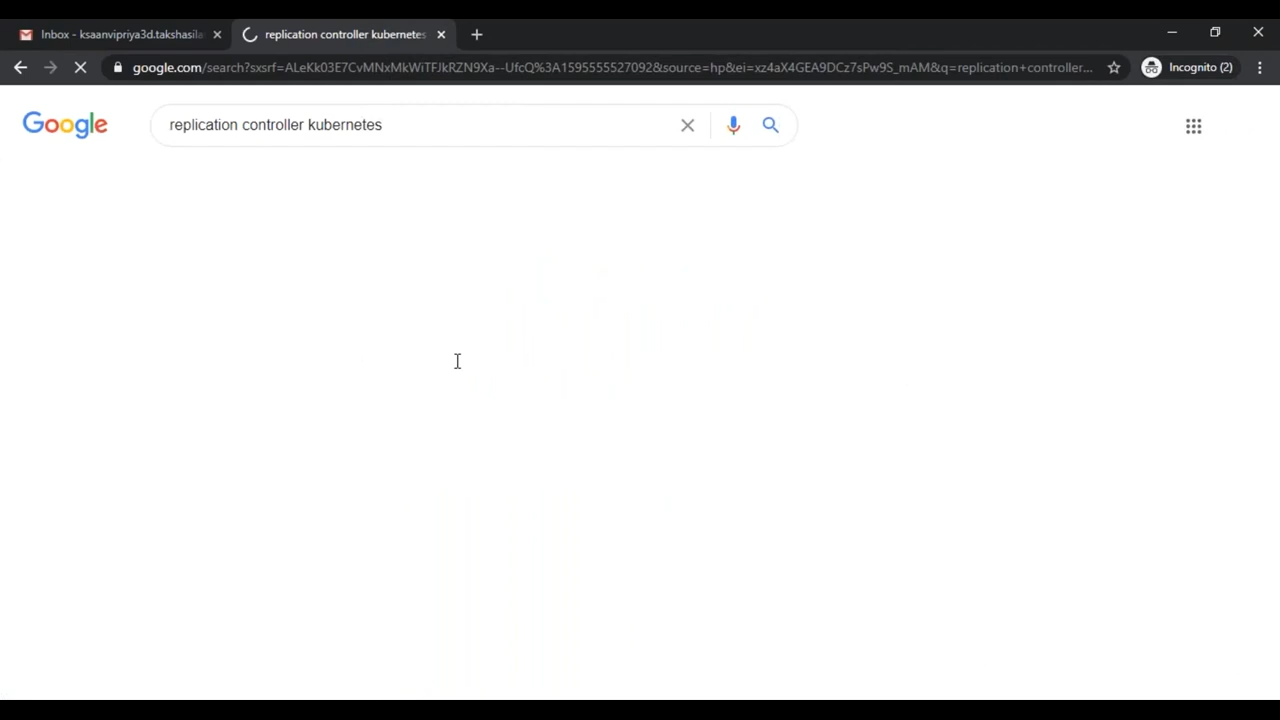 Inbox - ksaanvipriya3d.takshasila
replication controller kubernetes
google.com/search?sxsrf=ALeKk03E7CvMNxMkWiTFJkRZN9Xa--UfcQ%3A1595555527092&source=hp&ei=xz4aX4GEA9DCz7sPw9S_mAM&q=replication+controller...
Incognito (2)
Google
replication controller kubernetes